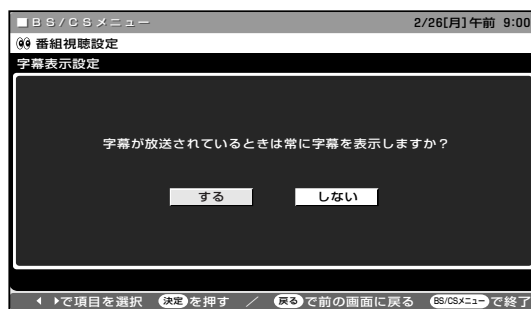 ■BS/CSメニュー 2/26[月]午前 9:00
番組視聴設定
字幕表示設定
字幕が放送されているときは常に字幕を表示しますか？
する しない
で項目を選択 決定を押す ／ 戻るで前の画面に戻る BS/CSメニューで終了